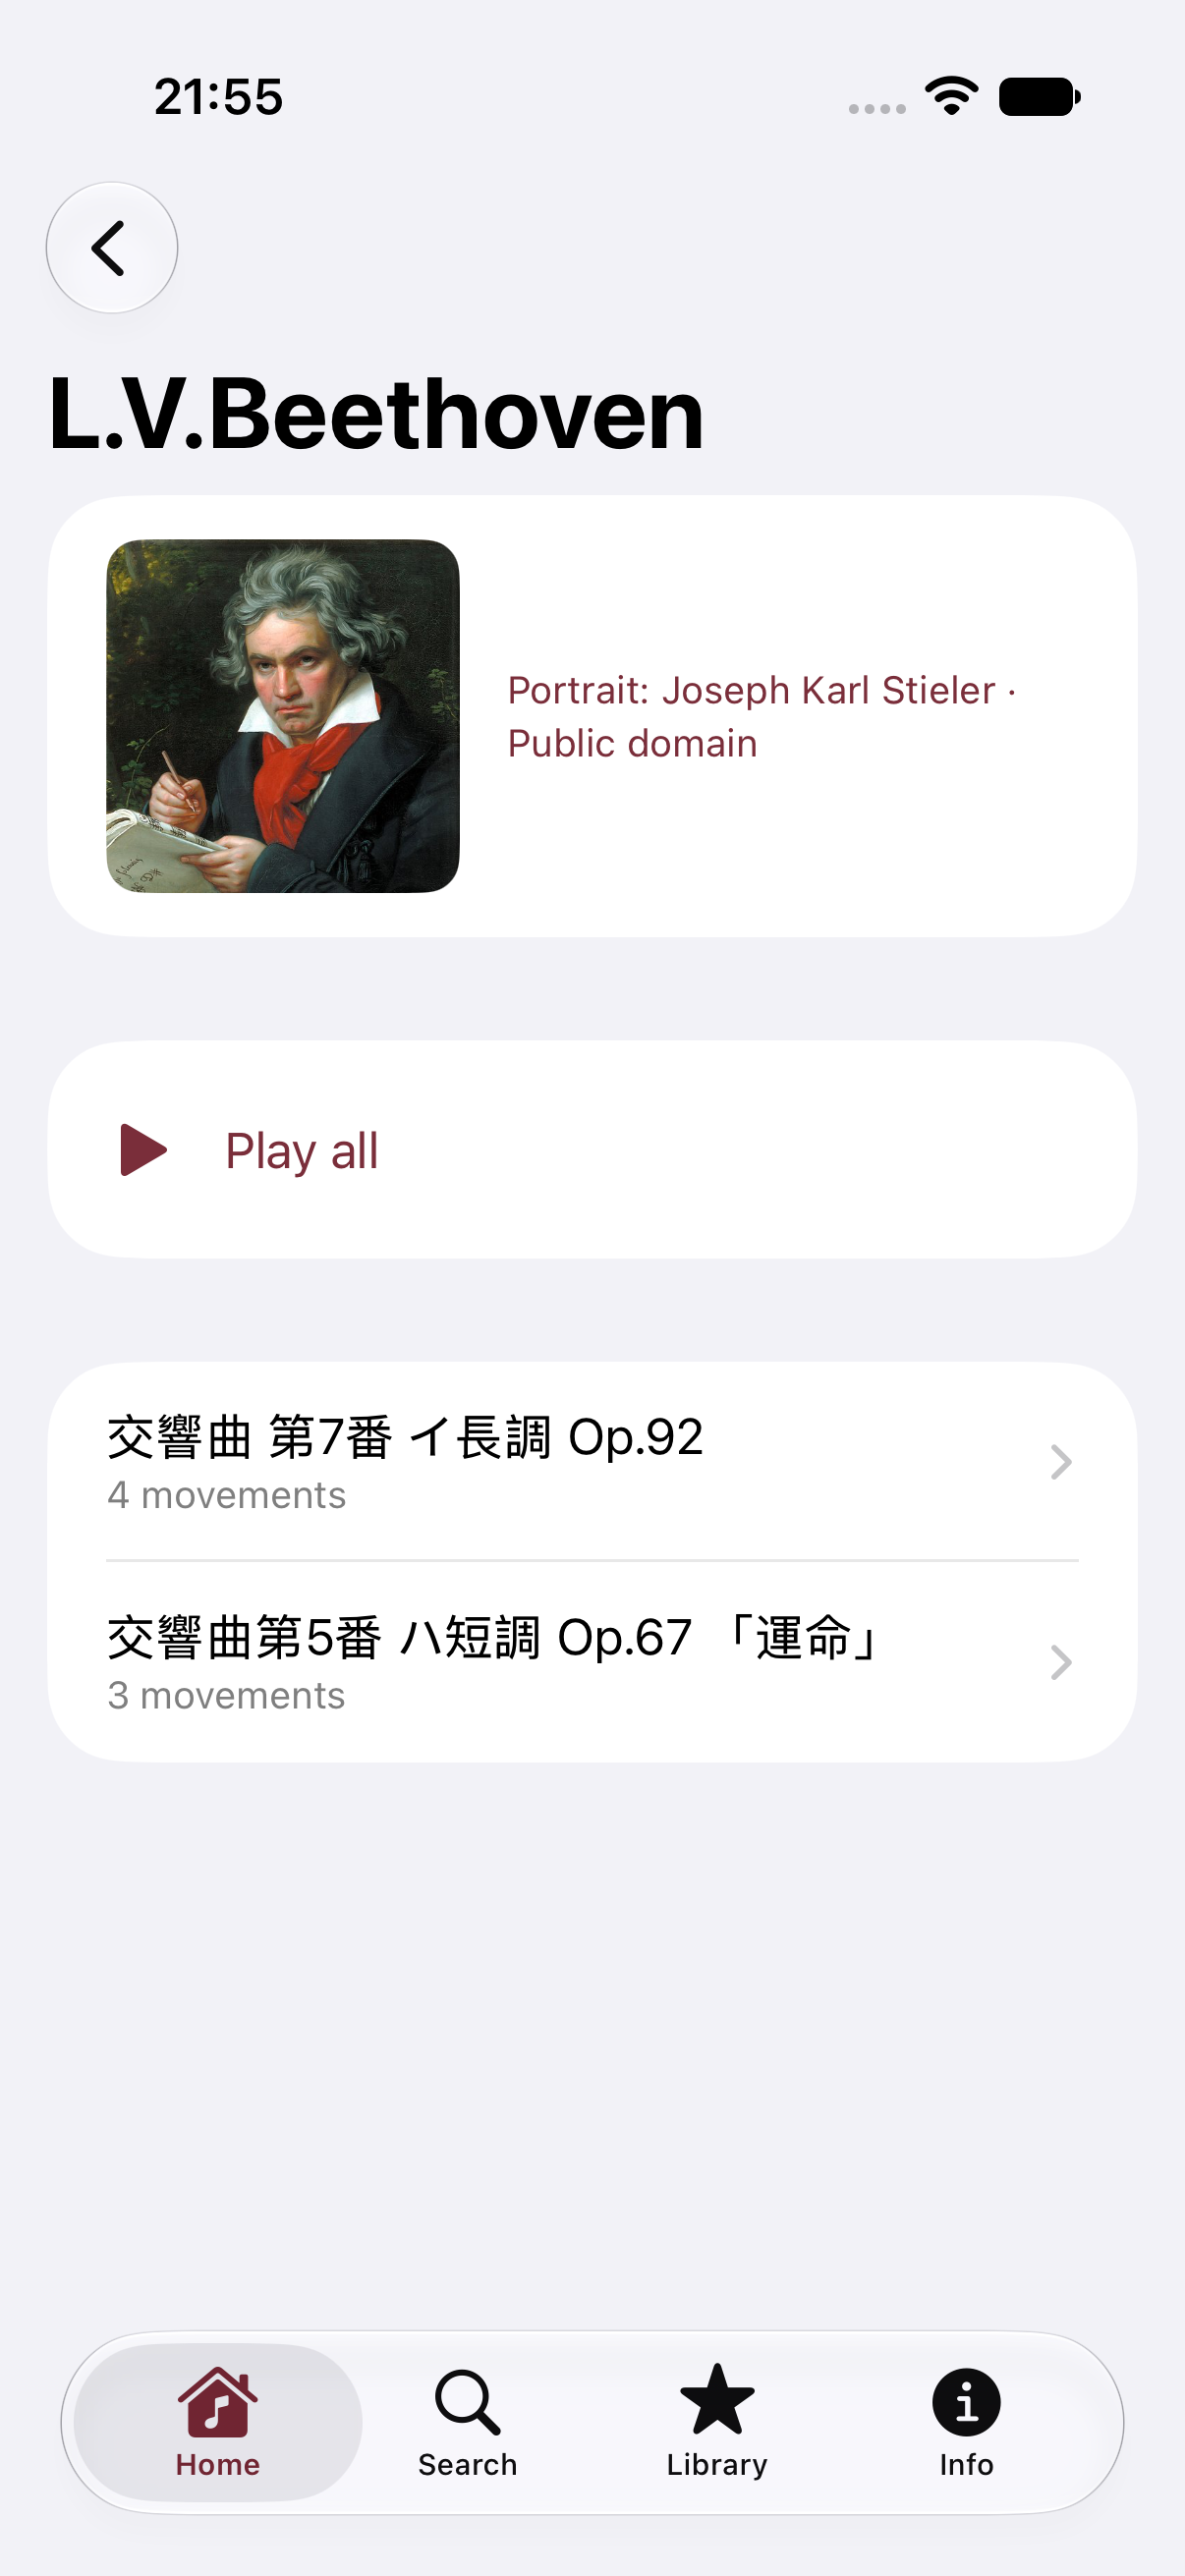 21:55
L.V.Beethoven
Portrait: Joseph Karl Stieler ·
Public domain
Play all
交響曲 第7番 イ長調 Op.92
4 movements
交響曲第5番 ハ短調 Op.67 「運命」
3 movements
Home
Search
Library
Info